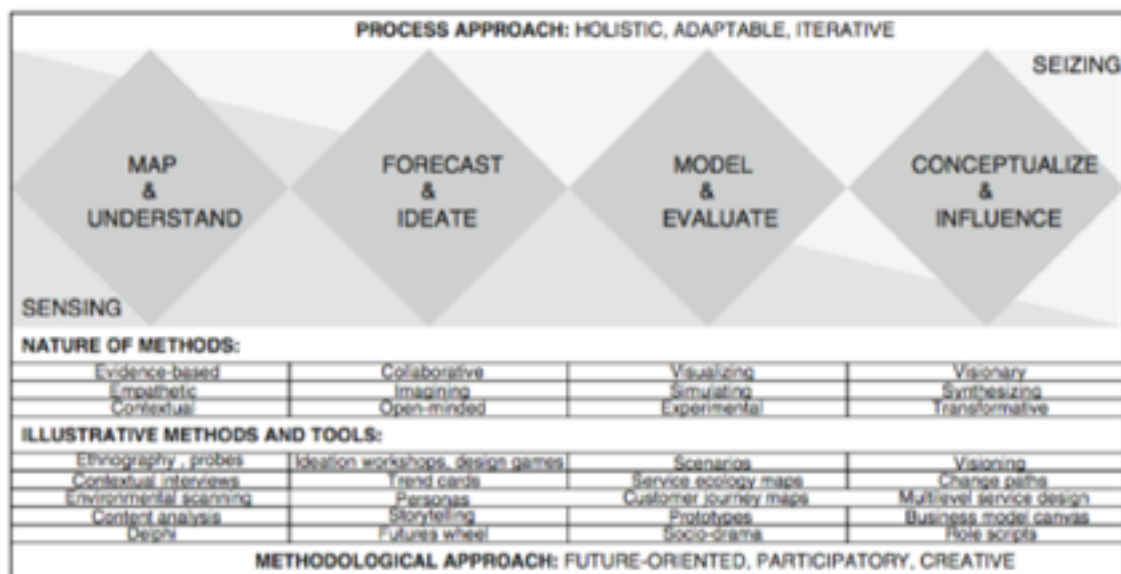 PROCESS APPROACH: HOLISTIC, ADAPTABLE, ITERATIVE
SEIZING
MAP
&
UNDERSTAND
FORECAST
&
IDEATE
MODEL
&
EVALUATE
CONCEPTUALIZE
&
INFLUENCE
SENSING
NATURE OF METHODS:
Evidence-based Collaborative Visualizing Visionary
Empathetic Imagining Simulating Synthesizing
Contextual Open-minded Experimental Transformative
ILLUSTRATIVE METHODS AND TOOLS:
Ethnography , probes Ideation workshops, design games Scenarios Visioning
Contextual interviews Trend cards Service ecology maps Change paths
Environmental scanning Personas Customer journey maps Multilevel service design
Content analysis Storytelling Prototypes Business model canvas
Delphi Futures wheel Socio-drama Role scripts
METHODOLOGICAL APPROACH: FUTURE-ORIENTED, PARTICIPATORY, CREATIVE